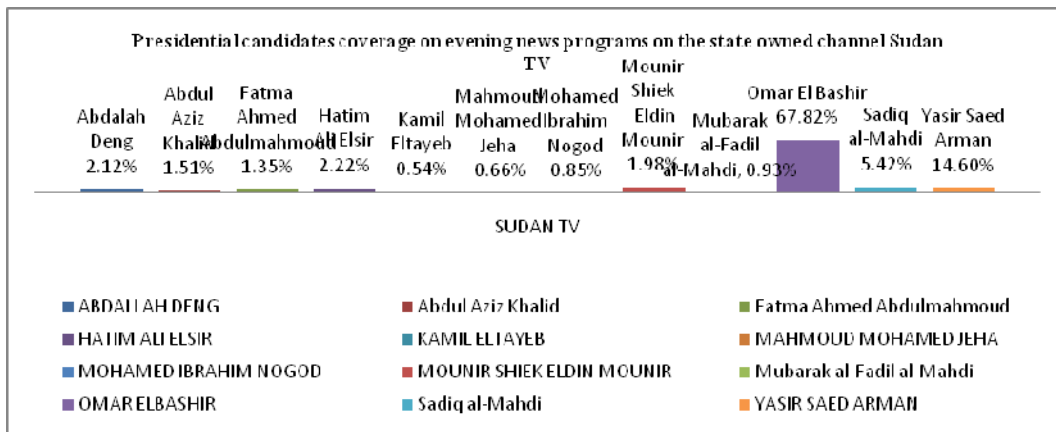 Presidential candidates coverage on evening news programs on the state owned channel Sudan
TV
Abdalah
Deng
2.12%
Abdul
Aziz
Khalid
1.51%
Fatma
Ahmed
Abdulmahmoud
1.35%
Hatim
Ali Elsir
2.22%
Kamil
Eltayeb
0.54%
Mahmoud
Mohamed
Jeha
0.66%
Mohamed
Ibrahim
Nogod
0.85%
Mounir
Shiek
Eldin
Mounir
1.98%
Mubarak
al-Fadil
al-Mahdi, 0.93%
Omar El Bashir
67.82%
Sadiq
al-Mahdi
5.42%
Yasir Saed
Arman
14.60%
SUDAN TV
ABDALLAH DENG
Abdul Aziz Khalid
Fatma Ahmed Abdulmahmoud
HATIM ALI ELSIR
KAMIL ELTAYEB
MAHMOUD MOHAMED JEHA
MOHAMED IBRAHIM NOGOD
MOUNIR SHIEK ELDIN MOUNIR
Mubarak al Fadil al Mahdi
OMAR ELBASHIR
Sadiq al-Mahdi
YASIR SAED ARMAN